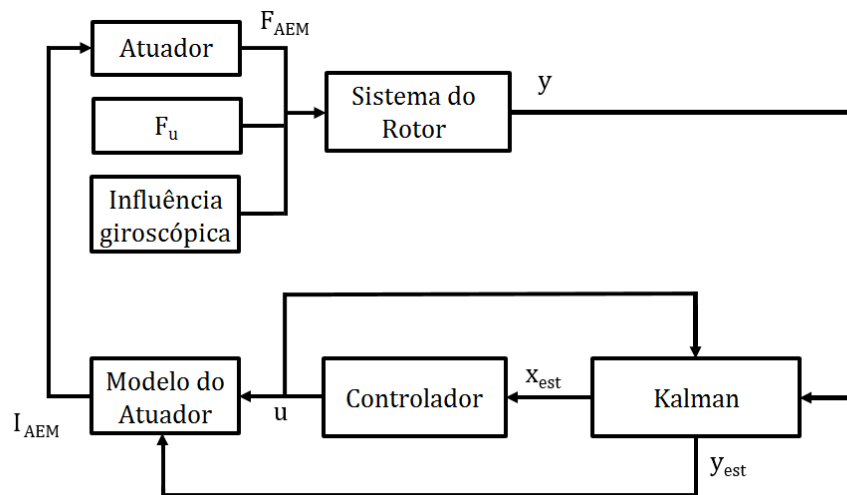 F_AEM
Atuador
y
Sistema do
Rotor
F_u
Influência
giroscópica
Modelo do
Atuador
I_AEM
u
Controlador
x_est
Kalman
y_est